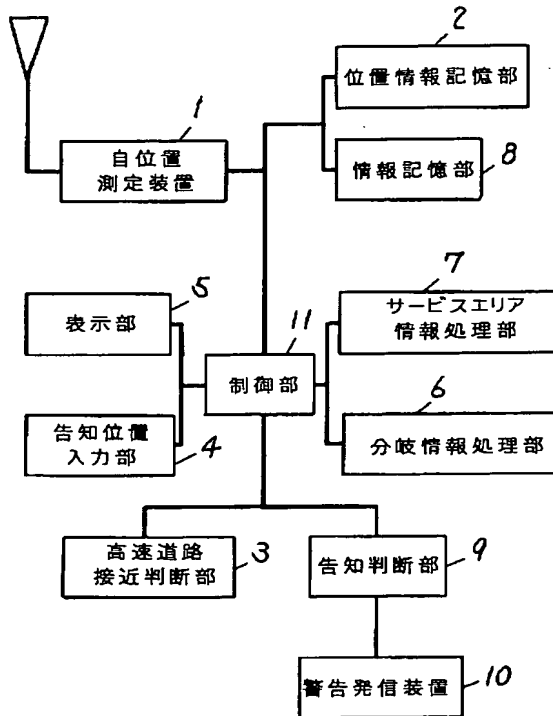 2
位置情報記憶部
1
自位置
測定装置
8
情報記憶部
5
表示部
7
サービスエリア
情報処理部
11
制御部
告知位置
入力部
4
6
分岐情報処理部
高速道路
接近判断部
3
告知判断部
9
警告発信装置
10